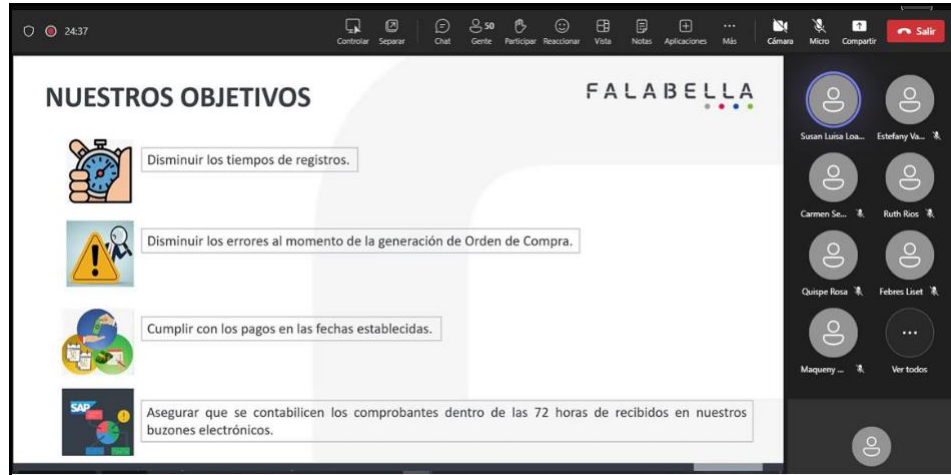 24:37
Controlar Separar Chat 50 Gente Participar Reaccionar Vista Notas Aplicaciones Más Cámara Micro Compartir Salir
NUESTROS OBJETIVOS
FALABELLA
Disminuir los tiempos de registros.
Disminuir los errores al momento de la generación de Orden de Compra.
Cumplir con los pagos en las fechas establecidas.
SAP
Asegurar que se contabilicen los comprobantes dentro de las 72 horas de recibidos en nuestros
buzones electrónicos.
Susan Luisa Loa... Estefany Va...
Carmen Se... Ruth Rios
Quispe Rosa Febres Liset
Maqueny ... Ver todos